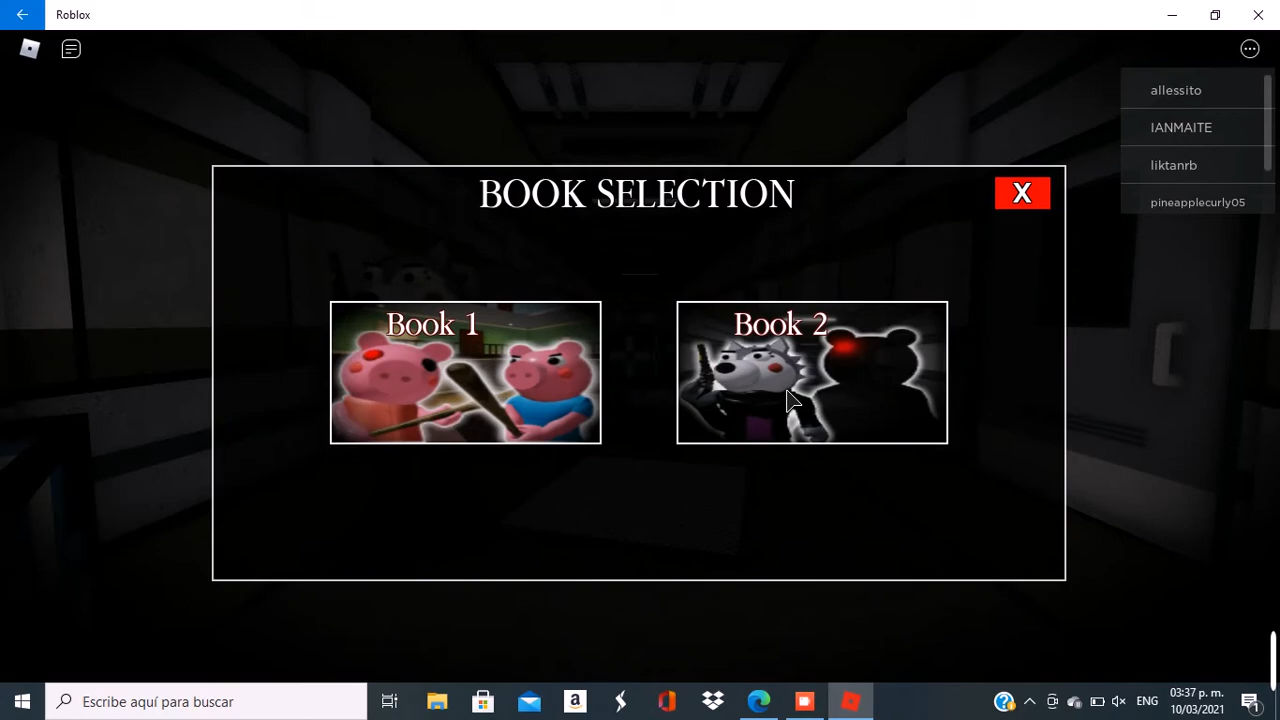 Roblox
allessito
IANMAITE
liktanrb
pineapplecurly05
BOOK SELECTION
X
Book 1
Book 2
Escribe aquí para buscar
a
ENG
03:37 p. m.
10/03/2021
1